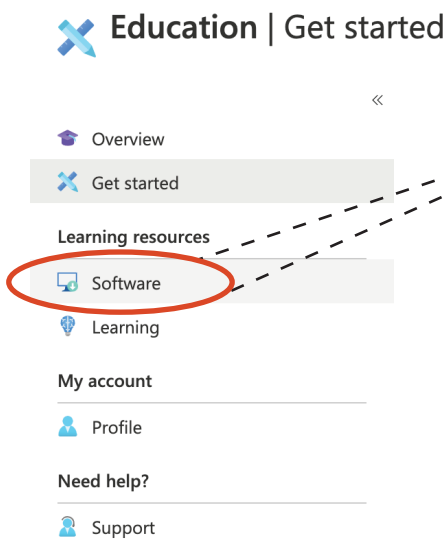 Education | Get started
«
Overview
Get started
Learning resources
Software
Learning
My account
Profile
Need help?
Support